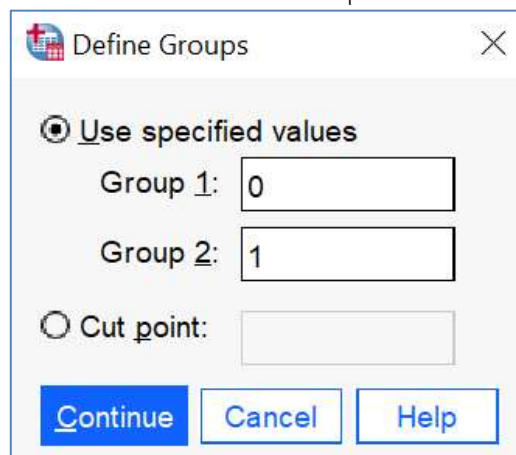 Define Groups
Use specified values
Group 1: 0
Group 2: 1
Cut point:
Continue Cancel Help